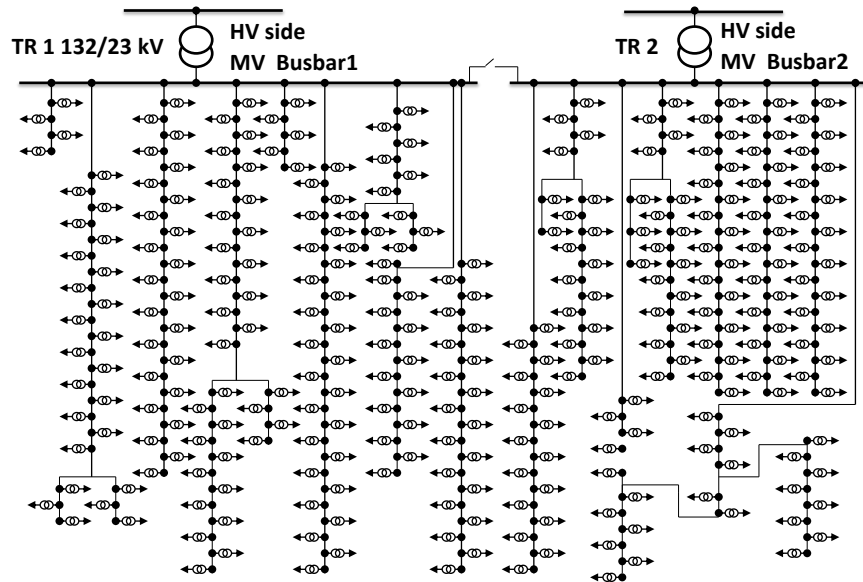 HV side
TR 1 132/23 kV
MV Busbar1
HV side
TR 2
MV Busbar2